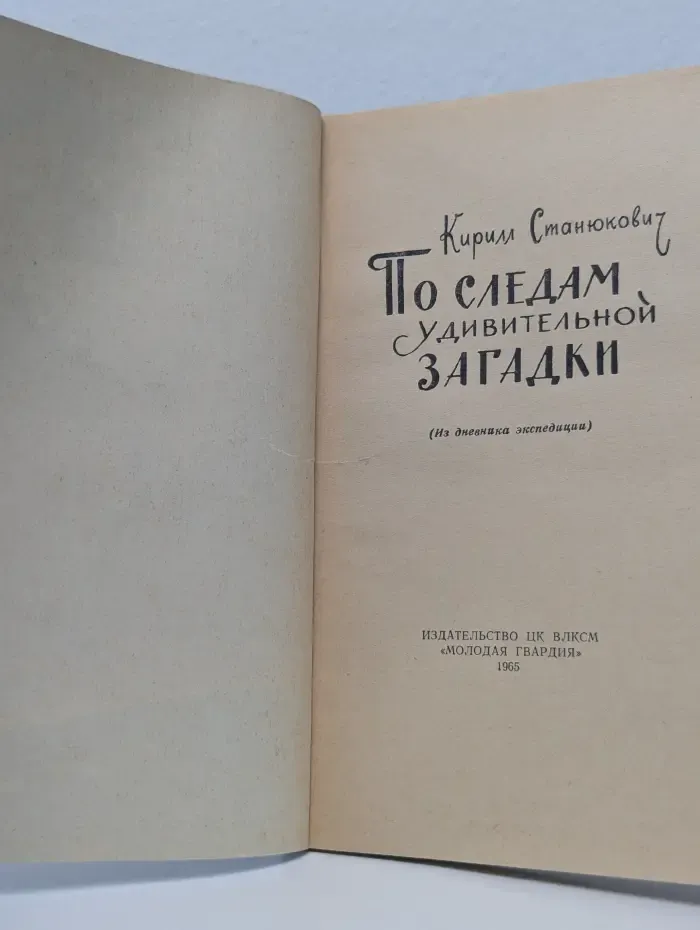 Кирилл Станюкович
По следам
удивительной
загадки
(Из дневника экспедиции)
ИЗДАТЕЛЬСТВО ЦК ВЛКСМ
«МОЛОДАЯ ГВАРДИЯ»
1965